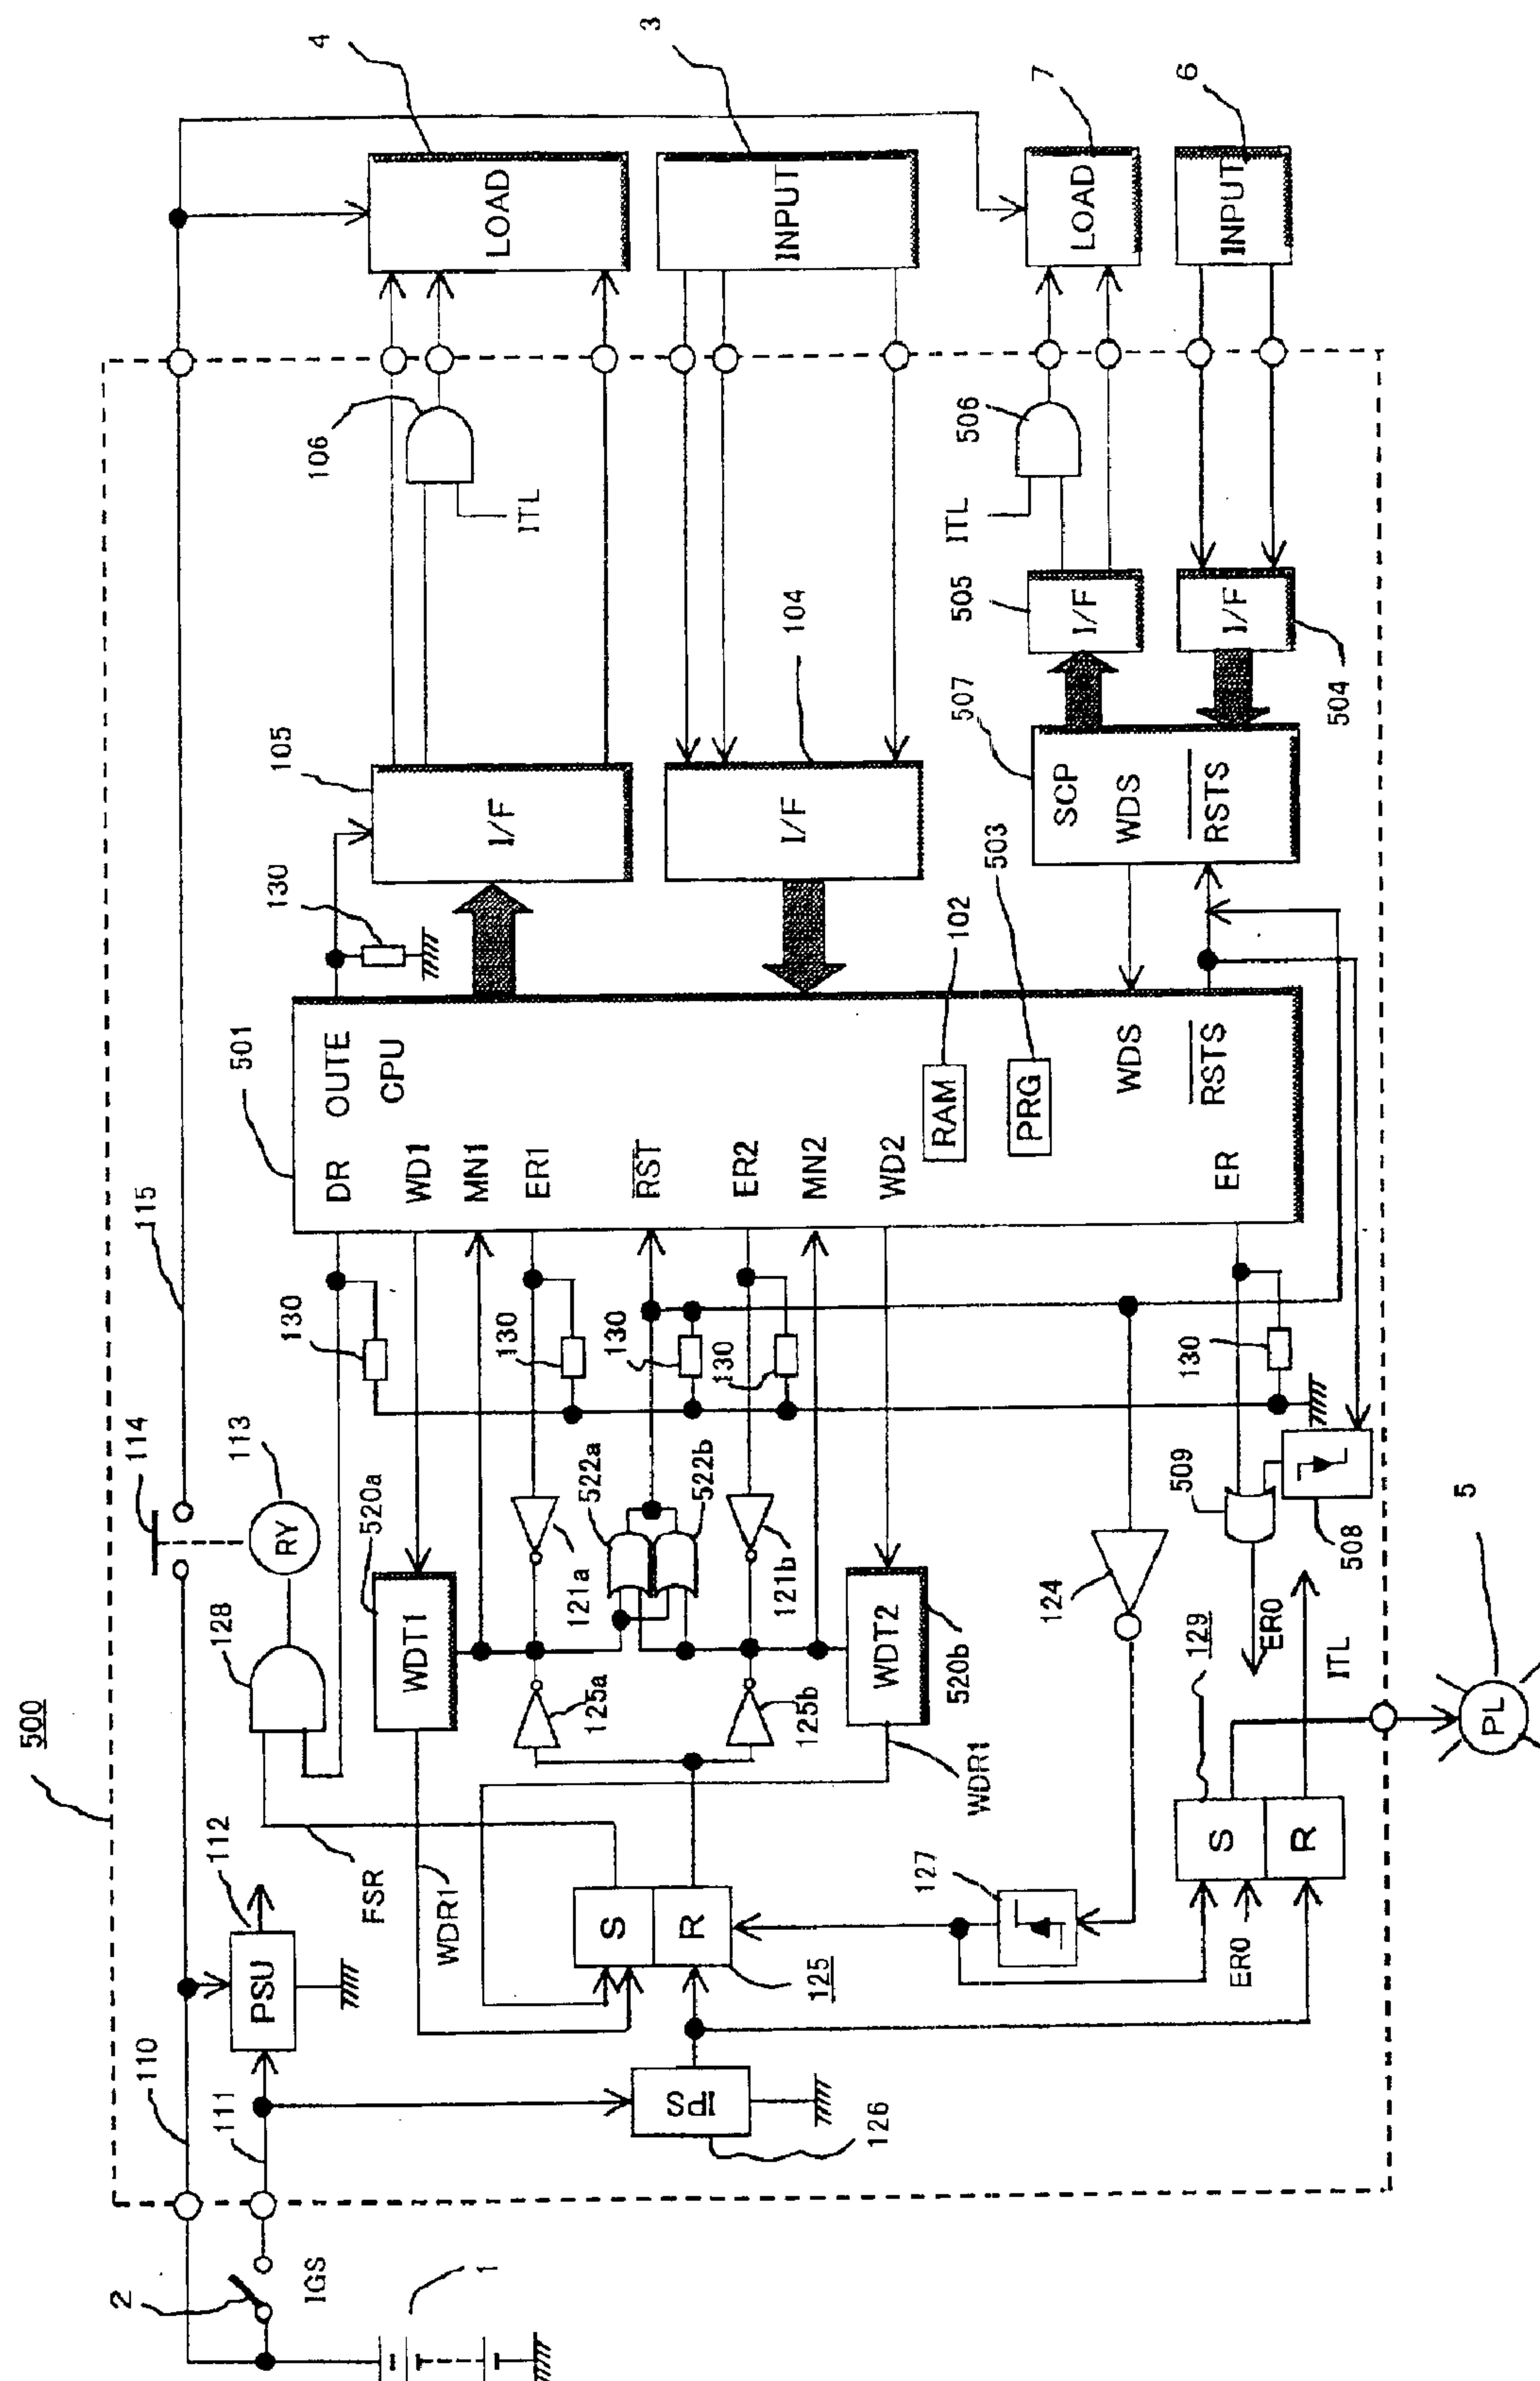 500
2
IGS
1
110
111
PSU
112
FSR
128
114
RY
113
115
130
DR
OUTE
CPU
501
130
105
I/F
106
ITL
4
LOAD
520a
WDT1
WDR1
WD1
MN1
ER1
130
121a
125a
522a
522b
RST
130
130
ER2
MN2
WD2
121b
125b
WDT2
520b
WDR1
RAM
102
PRG
503
104
I/F
3
INPUT
IPS
126
S
R
125
127
124
WDS
RSTS
ER
130
509
508
ER0
ITL
129
S
R
ER0
PL
5
507
SCP
WDS
RSTS
505
I/F
ITL
506
7
LOAD
I/F
504
6
INPUT